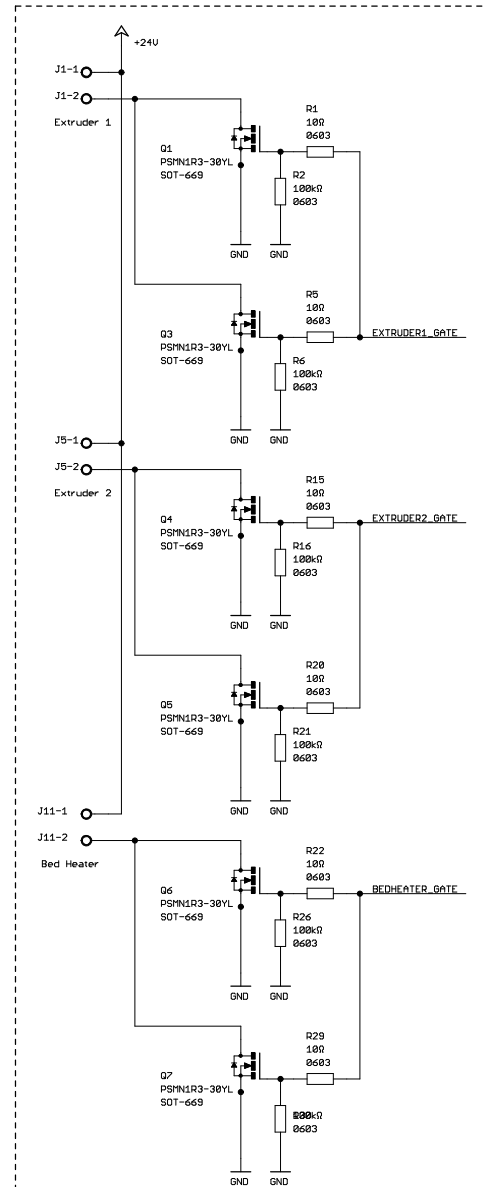 +24V
J1-1
J1-2
Extruder 1
R1
10Ω
0603
Q1
PSMN1R3-30YL
SOT-669
R2
100kΩ
0603
GND
GND
R5
10Ω
0603
EXTRUDER1_GATE
Q3
PSMN1R3-30YL
SOT-669
R6
100kΩ
0603
GND
GND
J5-1
J5-2
Extruder 2
R15
10Ω
0603
EXTRUDER2_GATE
Q4
PSMN1R3-30YL
SOT-669
R16
100kΩ
0603
GND
GND
R20
10Ω
0603
Q5
PSMN1R3-30YL
SOT-669
R21
100kΩ
0603
GND
GND
J11-1
J11-2
Bed Heater
R22
10Ω
0603
BEDHEATER_GATE
Q6
PSMN1R3-30YL
SOT-669
R26
100kΩ
0603
GND
GND
R29
10Ω
0603
Q7
PSMN1R3-30YL
SOT-669
0603
GND
GND